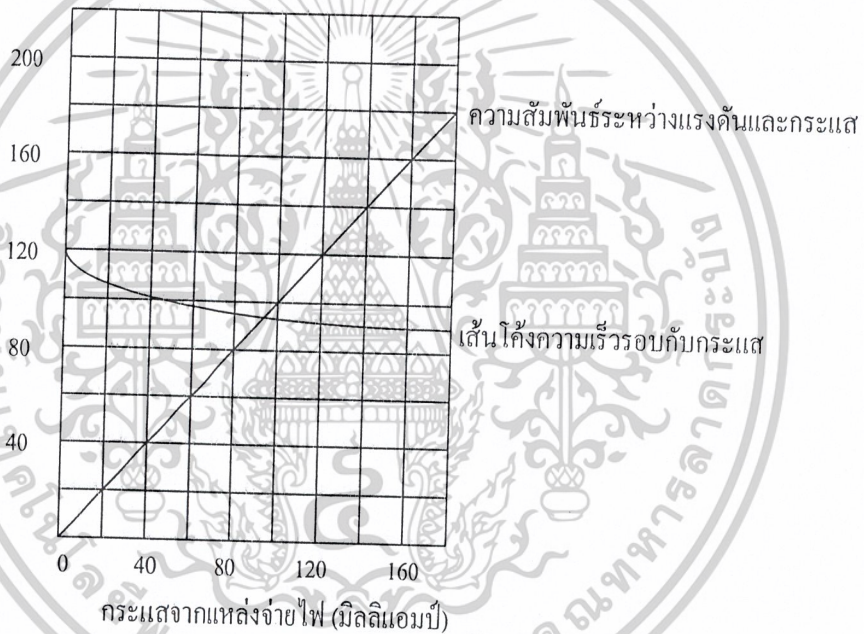 200
ความสัมพันธ์ระหว่างแรงดันและกระแส
160
120
เส้นโค้งความเร็วรอบกับกระแส
80
40
0 40 80 120 160
กระแสจากแหล่งจ่ายไฟ (มิลลิแอมป์)